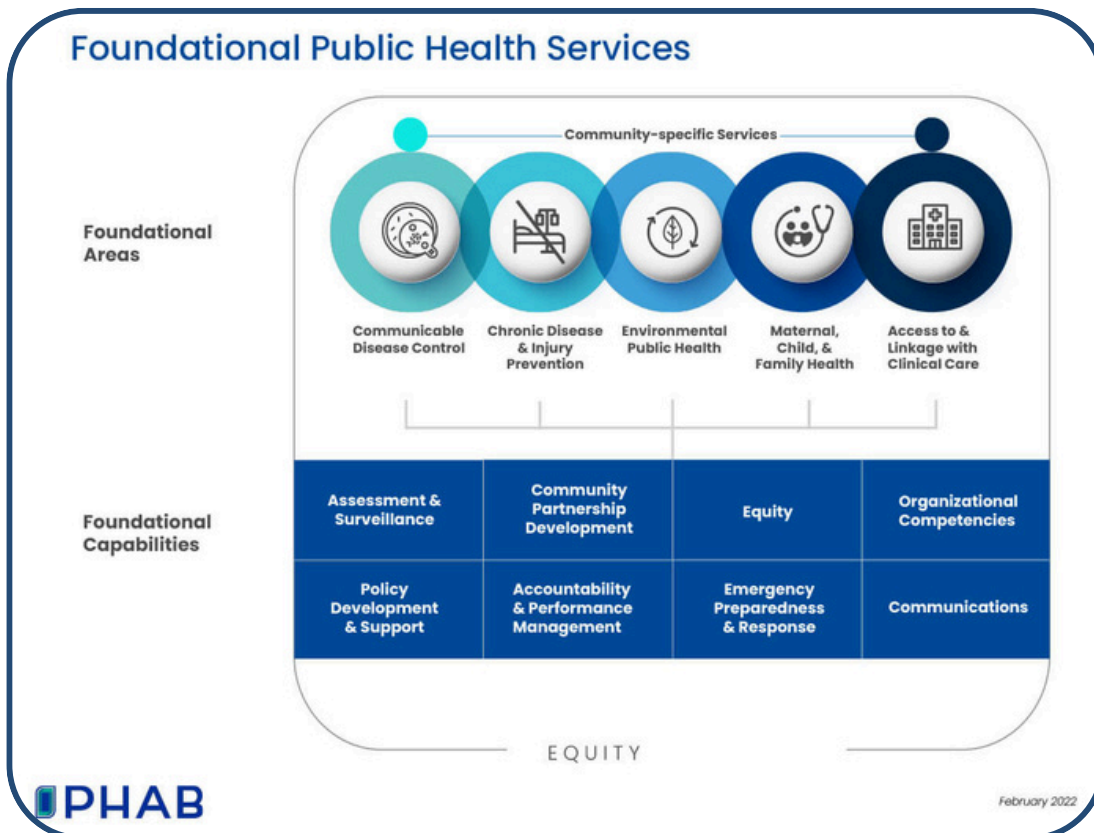 Foundational Public Health Services
Community-specific Services
Foundational
Areas
Communicable
Disease Control
Chronic Disease
& Injury
Prevention
Environmental
Public Health
Maternal,
Child, &
Family Health
Access to &
Linkage with
Clinical Care
Foundational
Capabilities
Assessment &
Surveillance
Community
Partnership
Development
Equity
Organizational
Competencies
Policy
Development
& Support
Accountability
& Performance
Management
Emergency
Preparedness
& Response
Communications
EQUITY
PHAB
February 2022